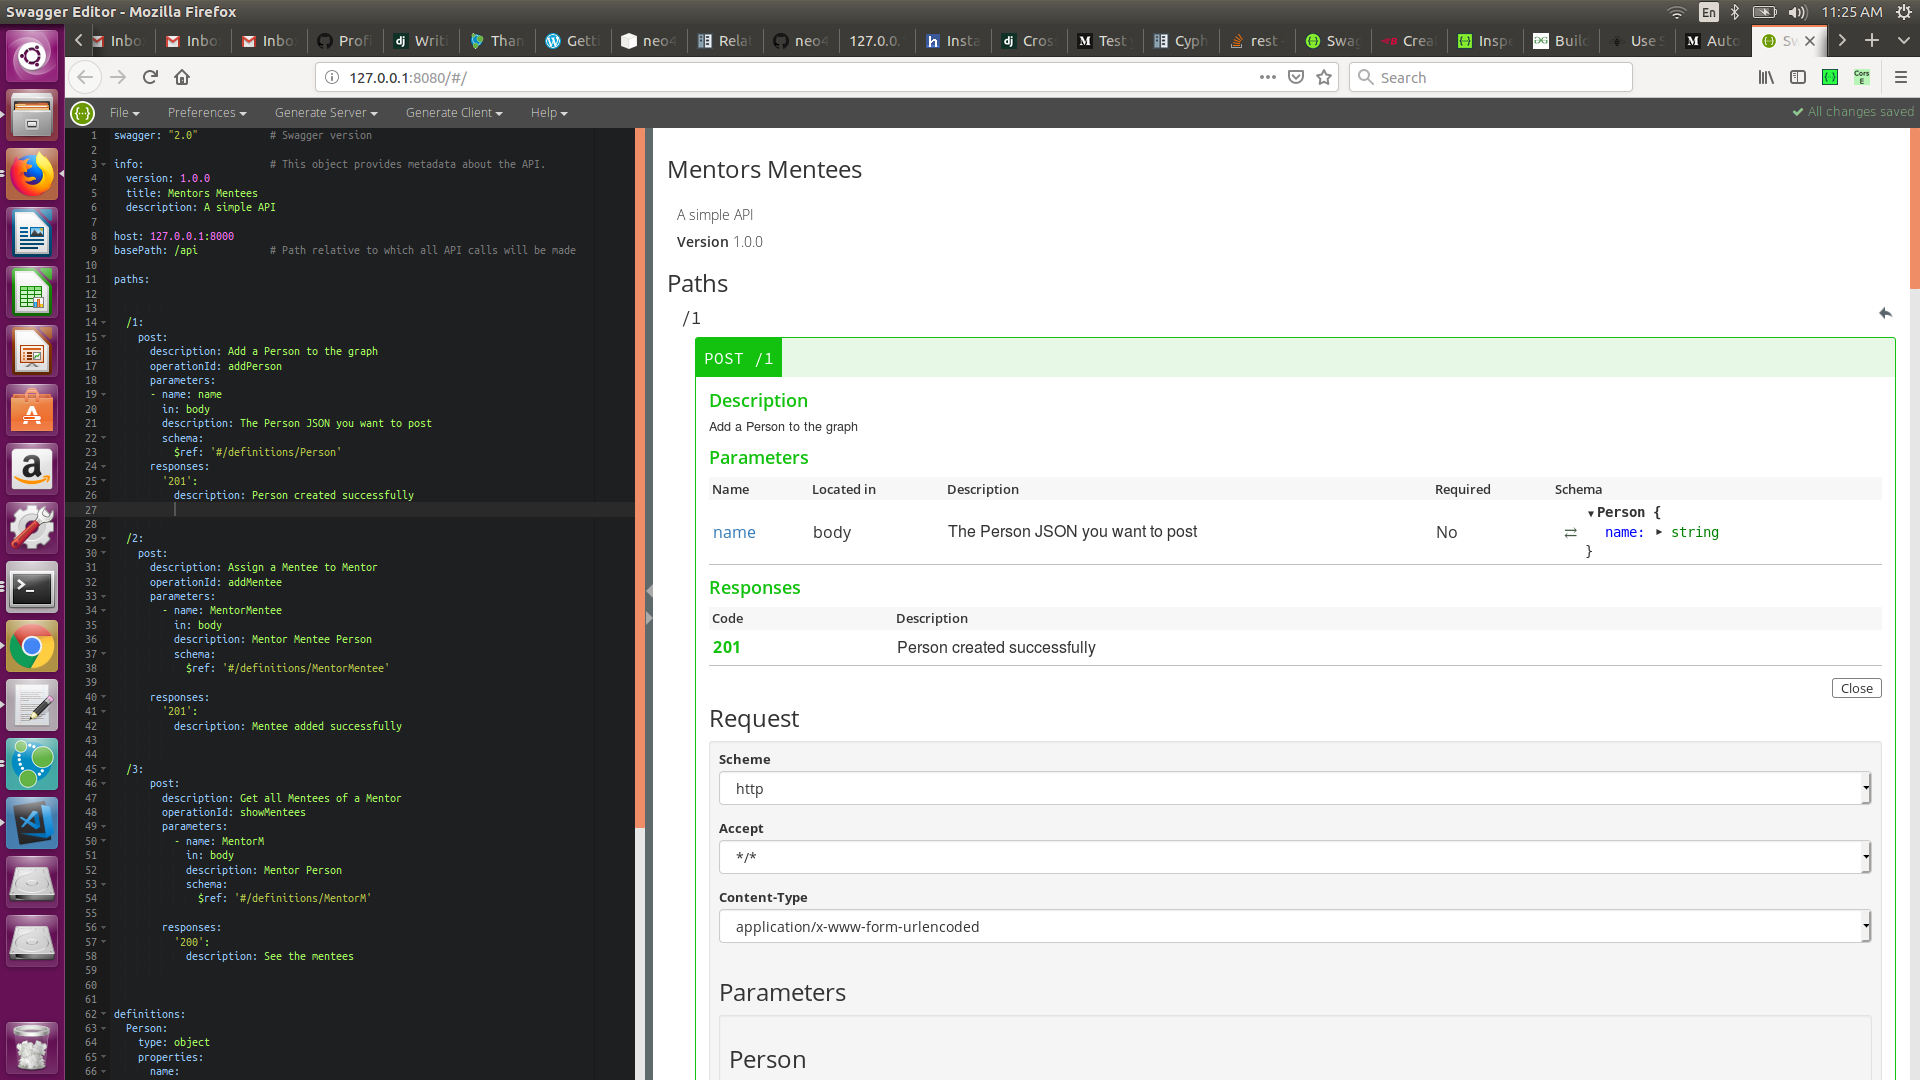 Swagger Editor - Mozilla Firefox
En
11:25 AM
Inbo
Inbo
Inbo
Profi
Writi
Than
Getti
neo4
Relat
neo4
127.0.0.
Insta
Cros
Test y
Cyph
rest
Swag
Crea
Inspe
Build
Use S
Auto
Sw
127.0.0.1:8080/#/
Search
File
Preferences
Generate Server
Generate Client
Help
All changes saved
1 swagger: "2.0" # Swagger version
2
3 info: # This object provides metadata about the API.
4 version: 1.0.0
5 title: Mentors Mentees
6 description: A simple API
7
8 host: 127.0.0.1:8000
9 basePath: /api # Path relative to which all API calls will be made
10
11 paths:
12
13
14 /1:
15 post:
16 description: Add a Person to the graph
17 operationId: addPerson
18 parameters:
19 - name: name
20 in: body
21 description: The Person JSON you want to post
22 schema:
23 $ref: '#/definitions/Person'
24 responses:
25 '201':
26 description: Person created successfully
27
28
29 /2:
30 post:
31 description: Assign a Mentee to Mentor
32 operationId: addMentee
33 parameters:
34 - name: MentorMentee
35 in: body
36 description: Mentor Mentee Person
37 schema:
38 $ref: '#/definitions/MentorMentee'
39
40 responses:
41 '201':
42 description: Mentee added successfully
43
44
45 /3:
46 post:
47 description: Get all Mentees of a Mentor
48 operationId: showMentees
49 parameters:
50 - name: MentorM
51 in: body
52 description: Mentor Person
53 schema:
54 $ref: '#/definitions/MentorM'
55
56 responses:
57 '200':
58 description: See the mentees
59
60
61
62 definitions:
63 Person:
64 type: object
65 properties:
66 name:
Mentors Mentees
A simple API
Version 1.0.0
Paths
/1
POST /1
Description
Add a Person to the graph
Parameters
Name Located in Description Required Schema
name body The Person JSON you want to post No
Person {
name: string
}
Responses
Code Description
201 Person created successfully
Close
Request
Scheme
http
Accept
*/*
Content-Type
application/x-www-form-urlencoded
Parameters
Person